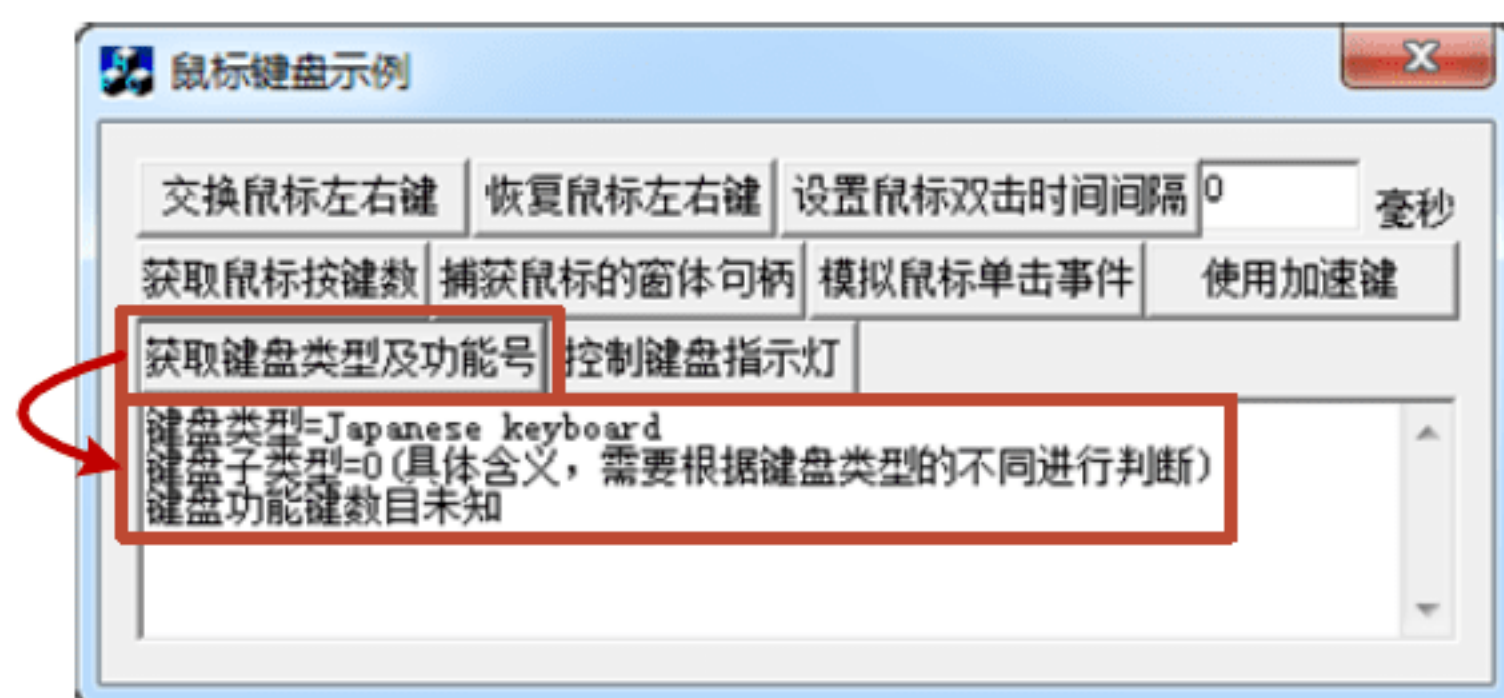 鼠标键盘示例
交换鼠标左右键 恢复鼠标左右键 设置鼠标双击时间间隔 0 毫秒
获取鼠标按键数 捕获鼠标的窗体句柄 模拟鼠标单击事件 使用加速键
获取键盘类型及功能号 控制键盘指示灯
键盘类型=Japanese keyboard
键盘子类型=0(具体含义，需要根据键盘类型的不同进行判断)
键盘功能键数目未知